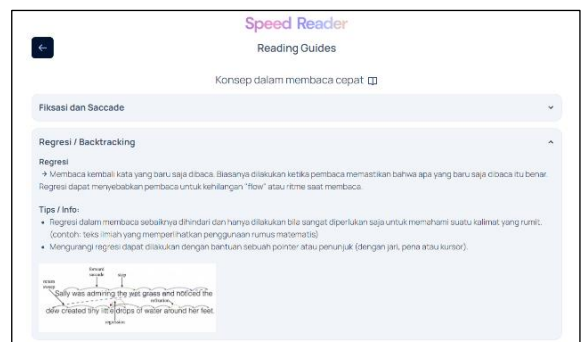 Speed Reader
Reading Guides
Konsep dalam membaca cepat
Fiksasi dan Saccade
Regresi / Backtracking
Regresi
→ Membaca kembali kata yang baru saja dibaca. Biasanya dilakukan ketika pembaca memastikan bahwa apa yang baru saja dibaca itu benar.
Regresi dapat menyebabkan pembaca untuk kehilangan "flow" atau ritme saat membaca.
Tips / Info:
• Regresi dalam membaca sebaiknya dihindari dan hanya dilakukan bila sangat diperlukan saja untuk memahami suatu kalimat yang rumit.
(contoh: teks ilmiah yang memperlihatkan penggunaan rumus matematis)
• Mengurangi regresi dapat dilakukan dengan bantuan sebuah pointer atau penunjuk (dengan jari, pena atau kursor).
forward
saccade
return
sweep
Sally was admiring the wet grass and noticed the
dew created tiny little drops of water around her feet.
regression